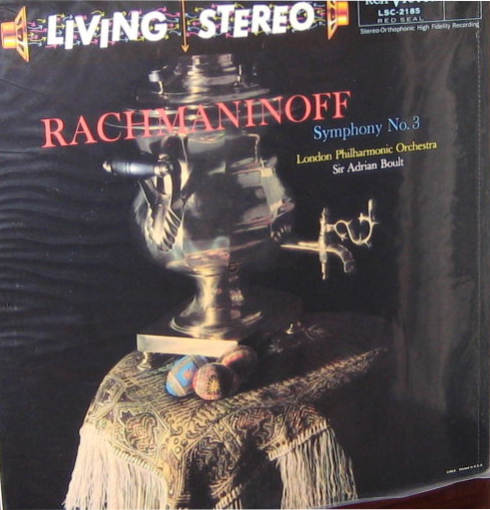 LIVING STEREO
LSC-2185
RED SEAL
Stereo-Orthophonic High Fidelity Recording
RACHMANINOFF
Symphony No. 3
London Philharmonic Orchestra
Sir Adrian Boult